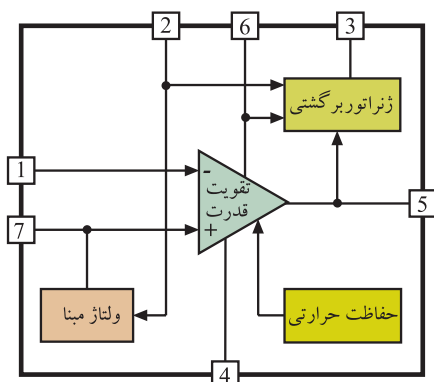 2
6
3
ژنراتور برگشتی
1
-
تقویت
قدرت
+
7
5
ولتاژ مبنا
حفاظت حرارتی
4